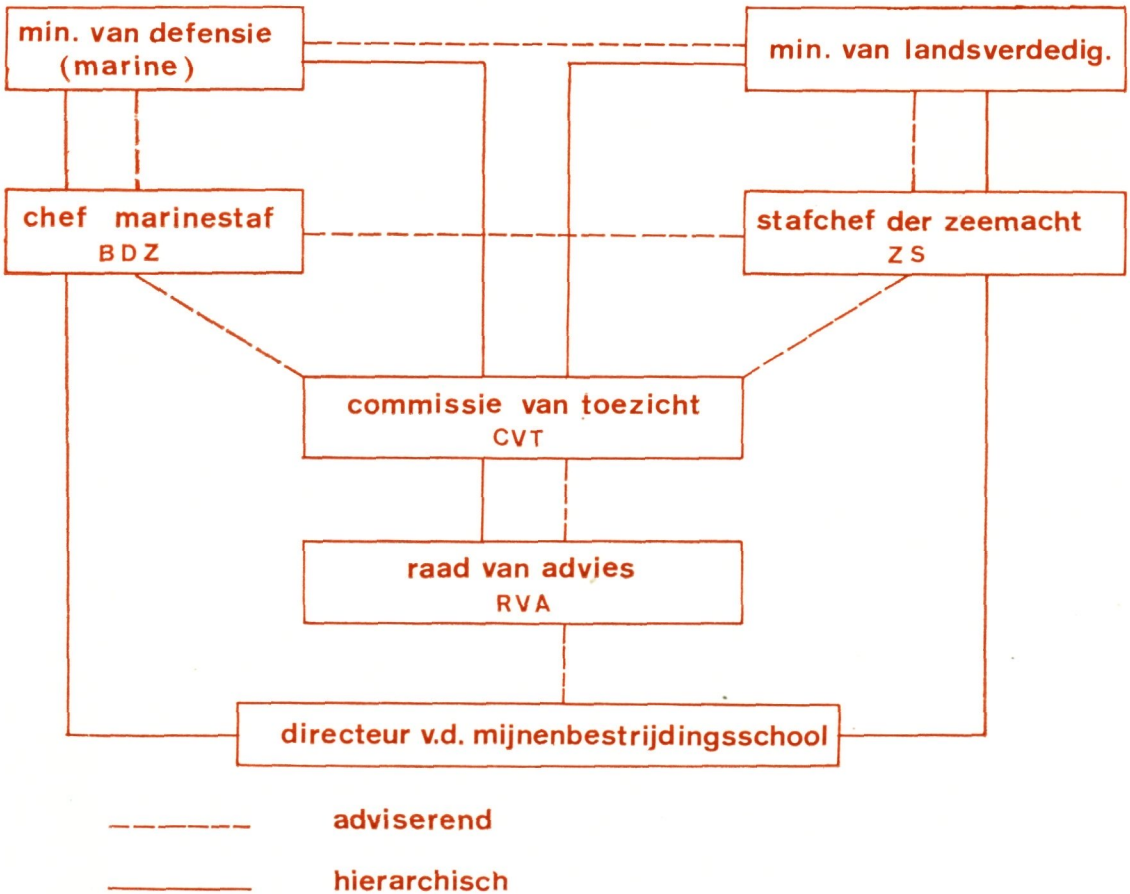 min. van defensie
(marine)
min. van landsverdedig.
chef marinestaf
BDZ
stafchef der zeemacht
ZS
commissie van toezicht
CVT
raad van advies
RVA
directeur v.d. mijnenbestrijdingsschool
adviserend
hierarchisch